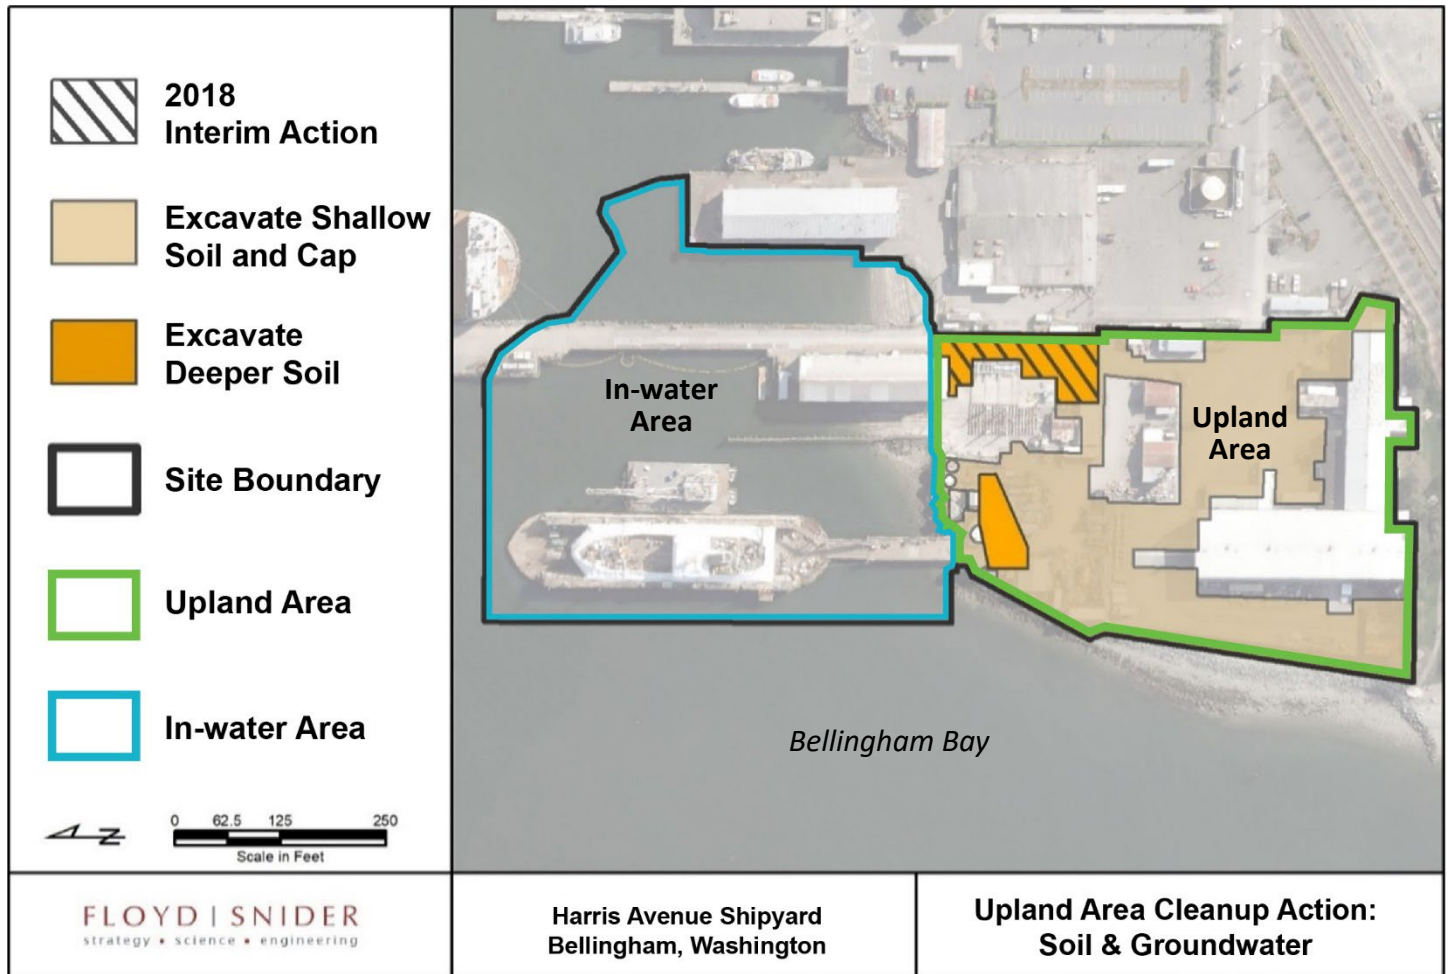 2018
Interim Action
Excavate Shallow
Soil and Cap
Excavate
Deeper Soil
Site Boundary
Upland Area
In-water Area
N
0 62.5 125 250
Scale in Feet
In-water
Area
Upland
Area
Bellingham Bay
FLOYD | SNIDER
strategy ▪ science ▪ engineering
Harris Avenue Shipyard
Bellingham, Washington
Upland Area Cleanup Action:
Soil & Groundwater